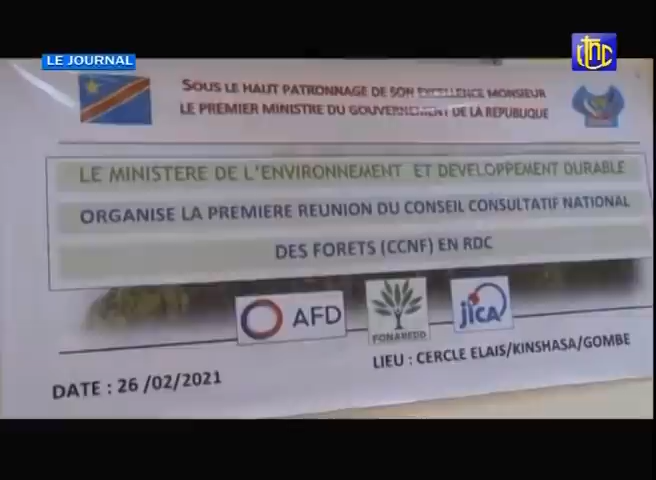 LE JOURNAL
SOUS LE HAUT PATRONNAGE DE SON EXCELLENCE MONSIEUR
LE PREMIER MINISTRE DU GOUVERNEMENT DE LA REPUBLIQUE
LE MINISTERE DE L'ENVIRONNEMENT ET DEVELOPPEMENT DURABLE
ORGANISE LA PREMIERE REUNION DU CONSEIL CONSULTATIF NATIONAL
DES FORETS (CCNF) EN RDC
AFD
FONAREDD
jICA
DATE : 26 /02/2021
LIEU : CERCLE ELAIS/KINSHASA/GOMBE